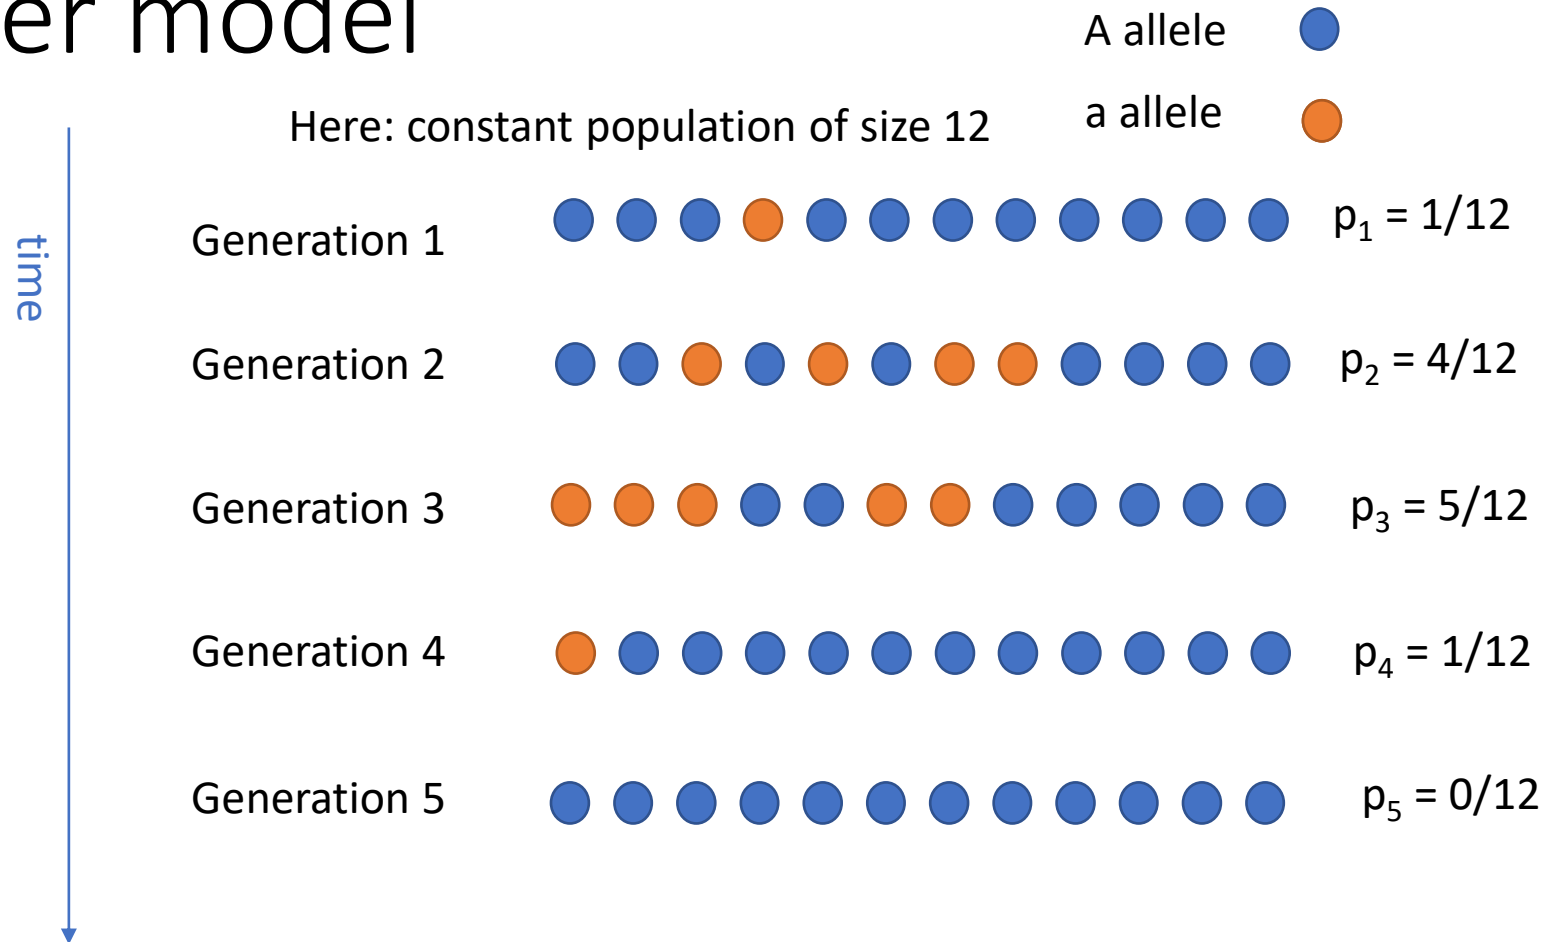 er model
A allele
a allele
Here: constant population of size 12
time
Generation 1 p₁ = 1/12
Generation 2 p₂ = 4/12
Generation 3 p₃ = 5/12
Generation 4 p₄ = 1/12
Generation 5 p₅ = 0/12